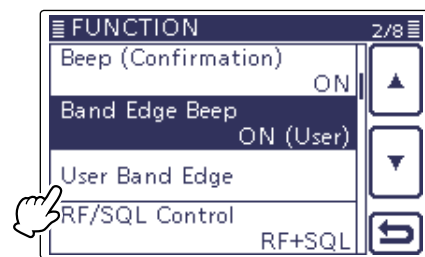 FUNCTION 2/8
Beep (Confirmation)
ON
Band Edge Beep
ON (User)
User Band Edge
RF/SQL Control
RF+SQL